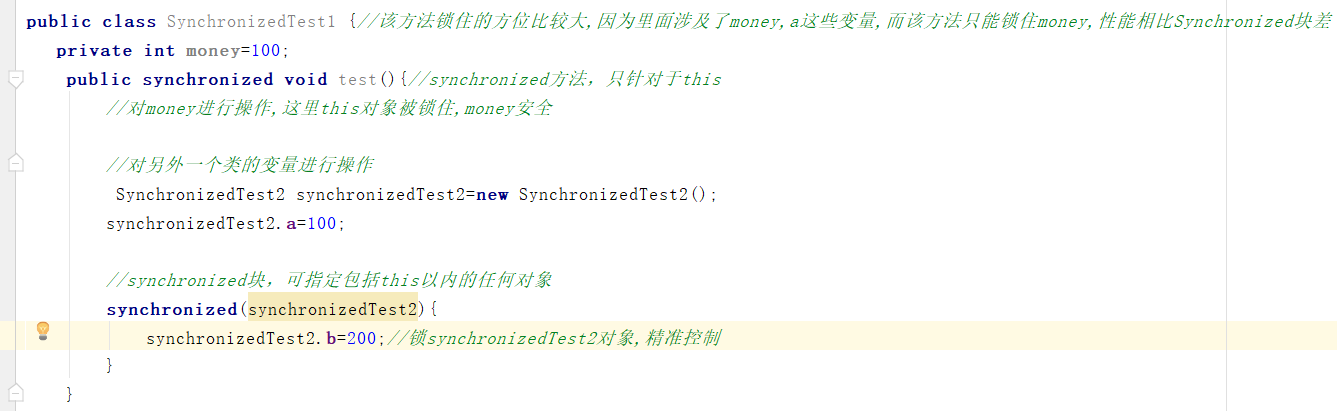 public class SynchronizedTest1 {//该方法锁住的方位比较大,因为里面涉及了money,a这些变量,而该方法只能锁住money,性能相比Synchronized块差
private int money=100;
public synchronized void test(){//synchronized方法，只针对于this
//对money进行操作,这里this对象被锁住,money安全
//对另外一个类的变量进行操作
SynchronizedTest2 synchronizedTest2=new SynchronizedTest2();
synchronizedTest2.a=100;
//synchronized块，可指定包括this以内的任何对象
synchronized(synchronizedTest2){
synchronizedTest2.b=200;//锁synchronizedTest2对象,精准控制
}
}